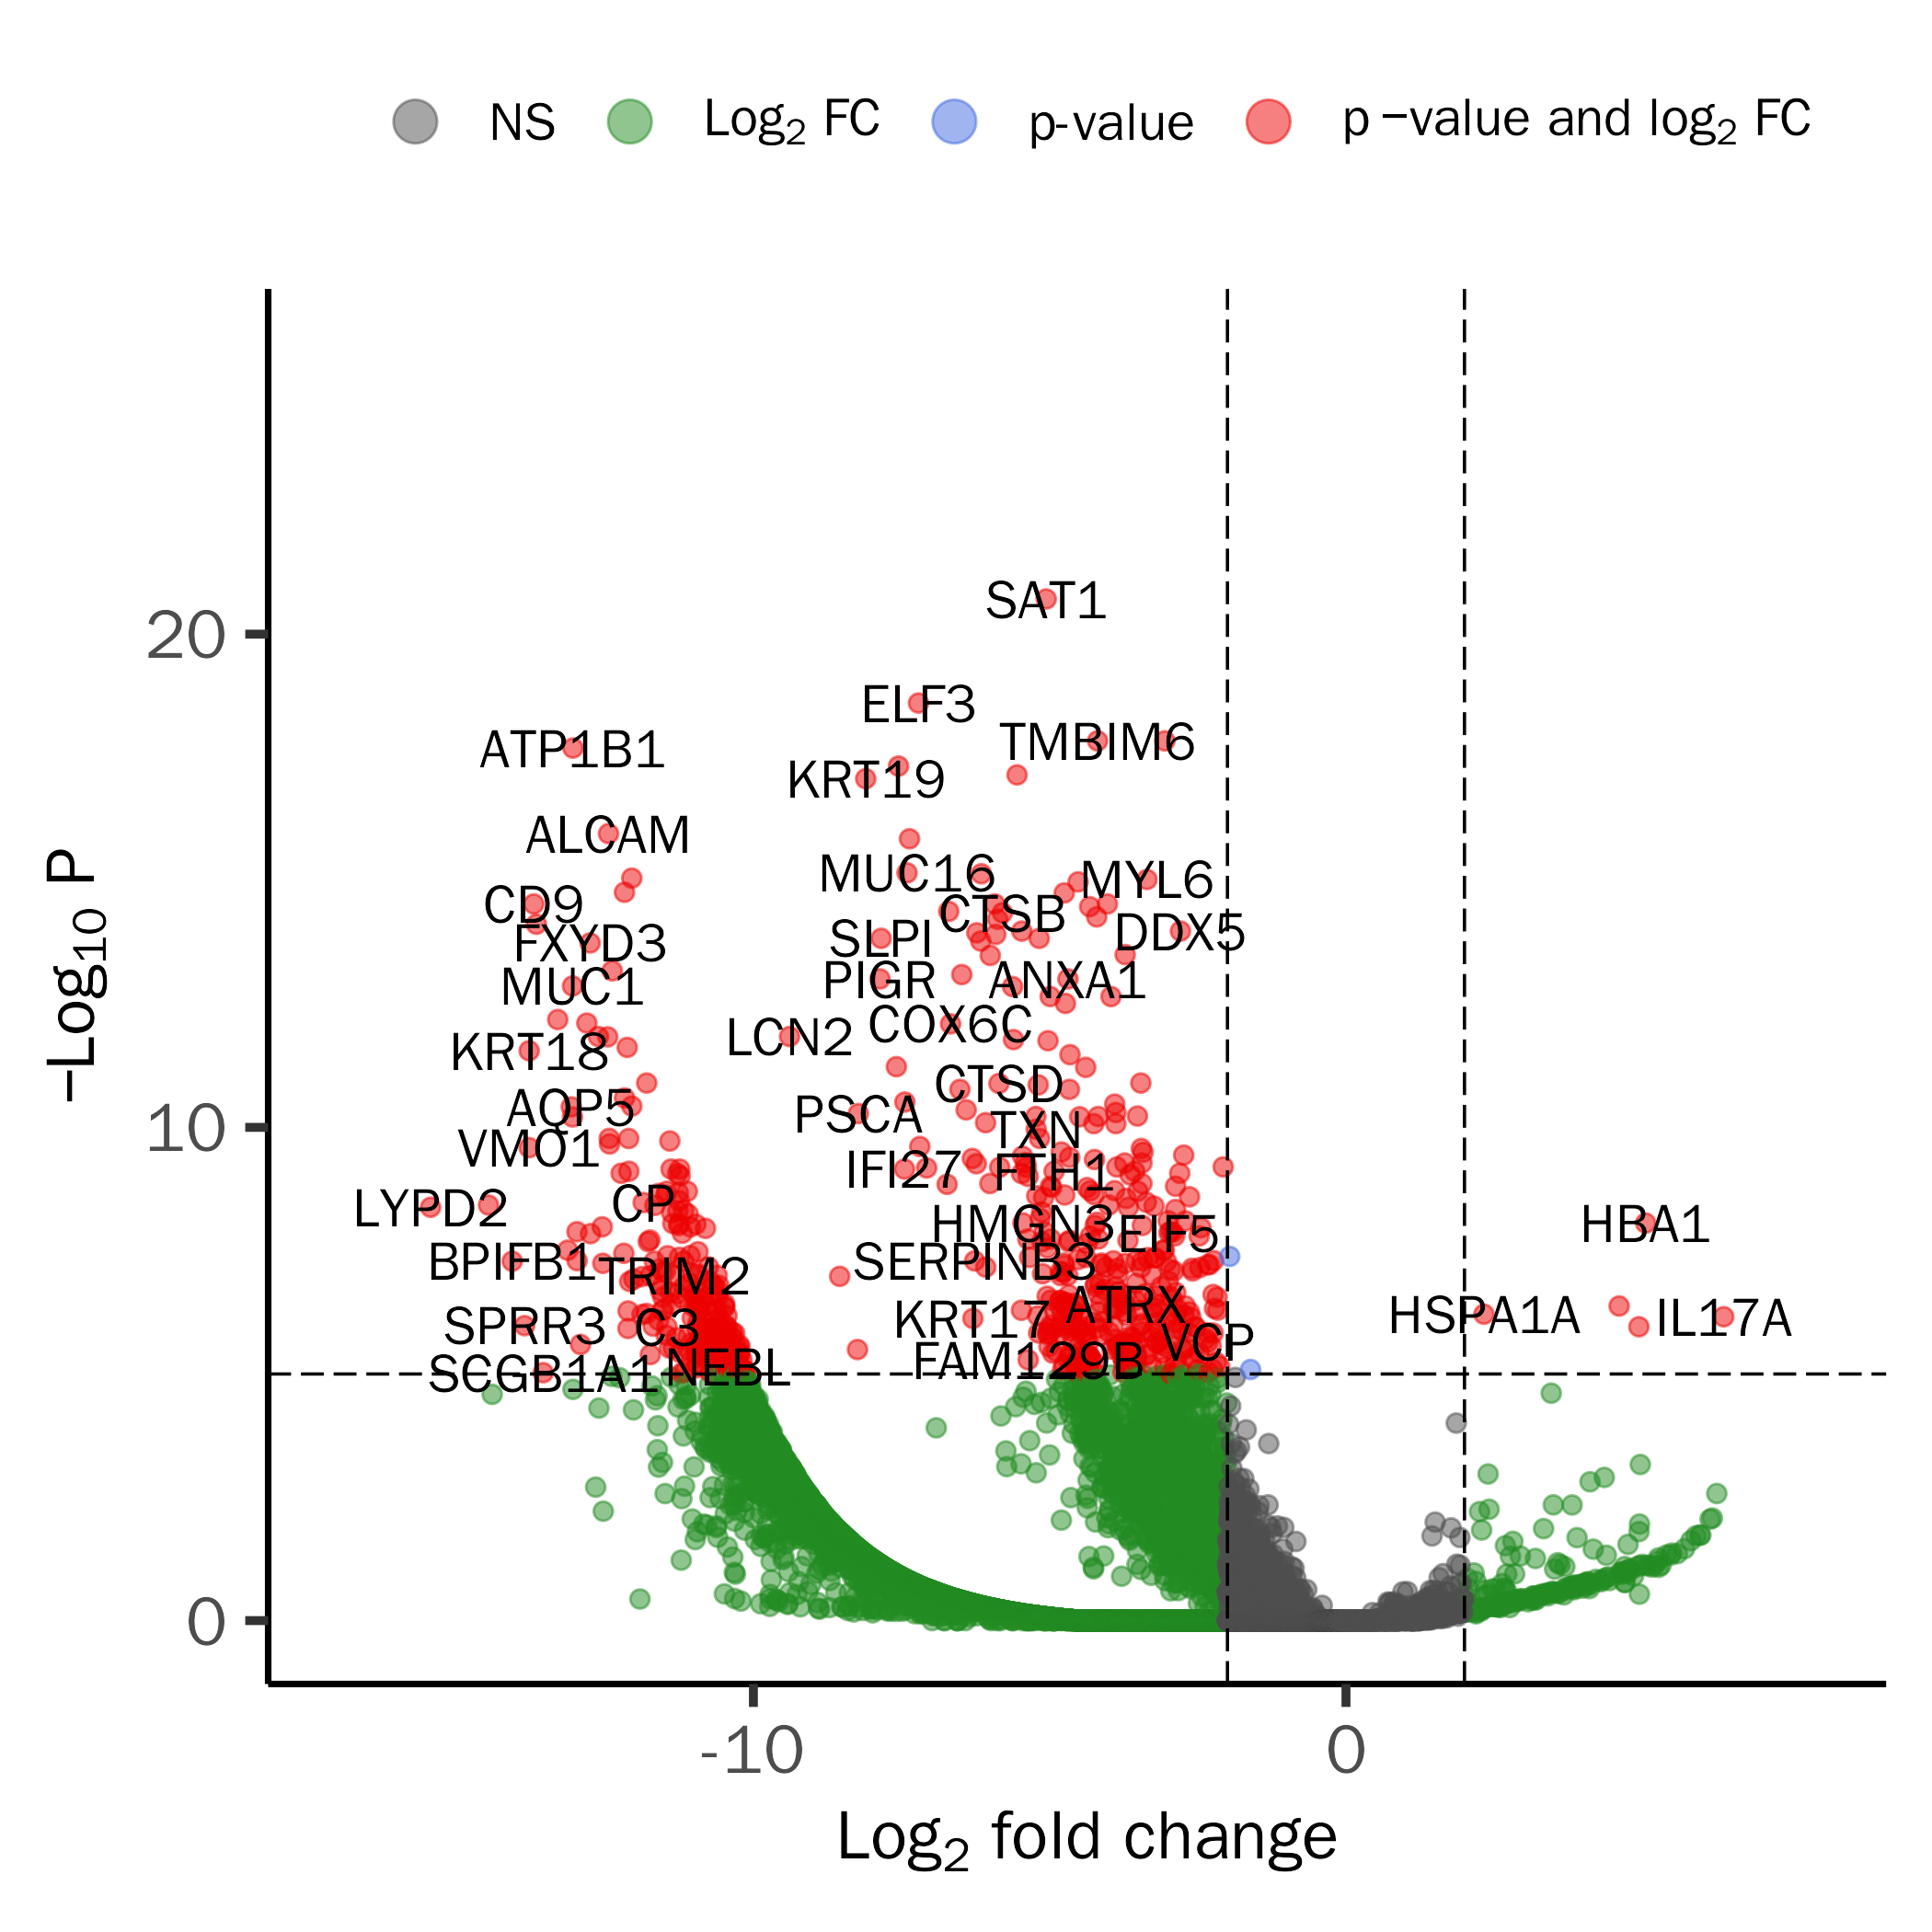 NS Log2 FC p-value p −value and log2 FC
SAT1
20
ELF3
TMBIM6
ATP1B1
KRT19
ALCAM
MUC16
MYL6
CD9
CTSB
DDX5
SLPI
FXYD3
PIGR
ANXA1
MUC1
COX6C
LCN2
KRT18
CTSD
AQP5
PSCA
TXN
10
VMO1
IFI27
FTH1
CP
LYPD2
HMGN3
HBA1
EIF5
BPIFB1
SERPINB3
TRIM2
ATRX
HSPA1A
KRT17
IL17A
SPRR3
C3
VCP
FAM129B
NEBL
SCGB1A1
0
−Log10 P
-10 0
Log2 fold change